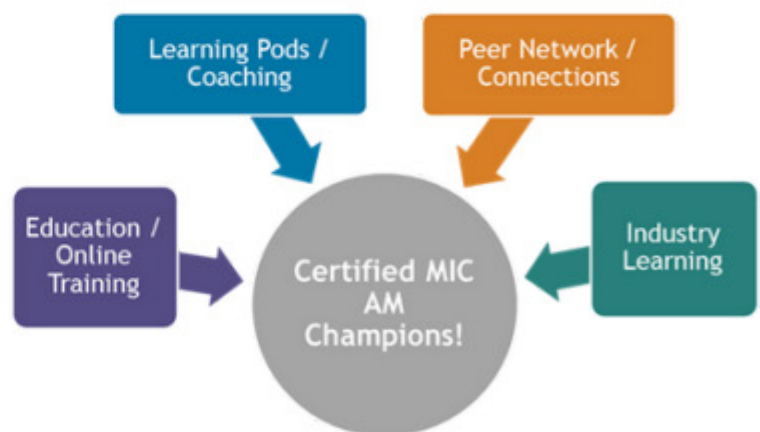 Learning Pods /
Coaching
Peer Network /
Connections
Education /
Online
Training
Industry
Learning
Certified MIC
AM
Champions!